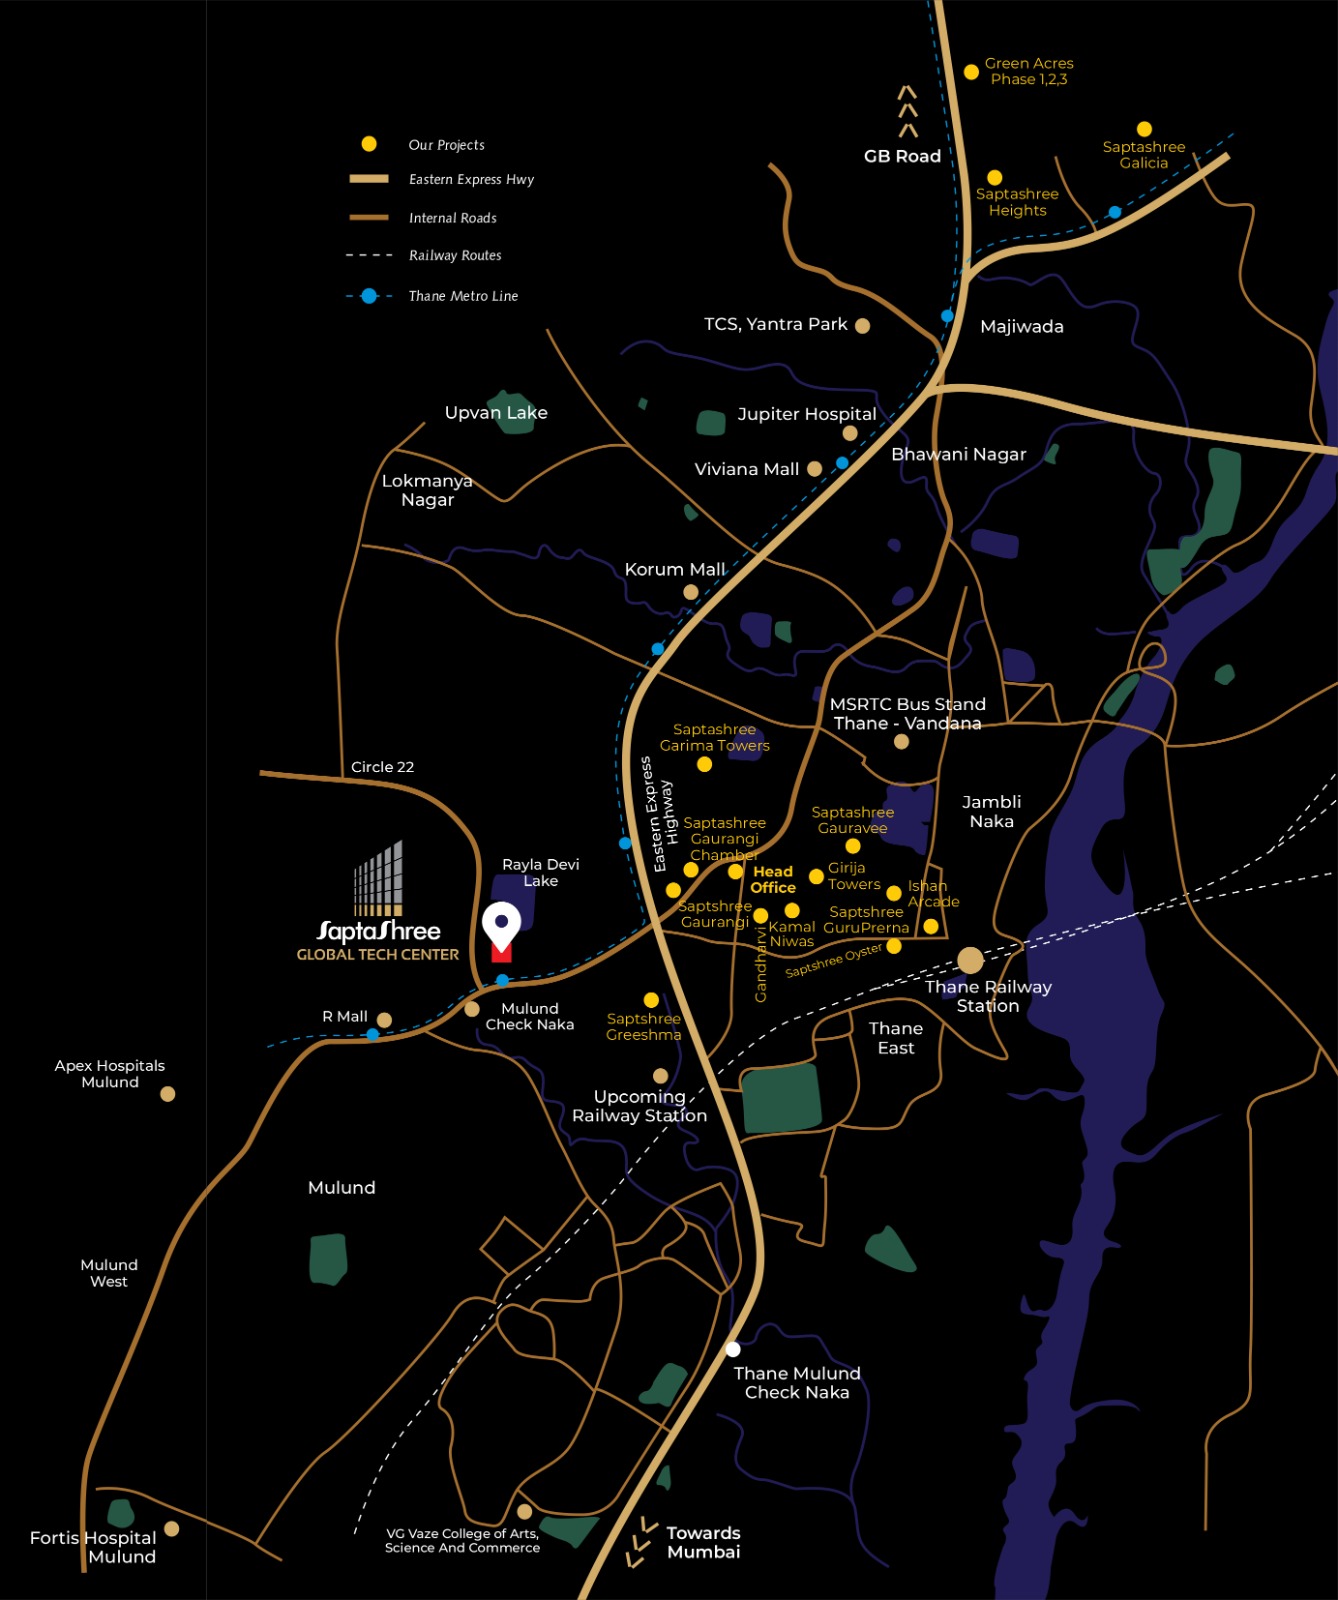 Green Acres
Phase 1,2,3
GB Road
Saptashree
Galicia
Saptashree
Heights
Our Projects
Eastern Express Hwy
Internal Roads
Railway Routes
Thane Metro Line
TCS, Yantra Park
Majiwada
Upvan Lake
Jupiter Hospital
Bhawani Nagar
Viviana Mall
Lokmanya
Nagar
Korum Mall
MSRTC Bus Stand
Thane - Vandana
Saptashree
Garima Towers
Circle 22
Eastern Express
Highway
Jambli
Naka
Saptashree
Gauravee
Saptashree
Gaurangi
Chamber
Rayla Devi
Lake
Head
Office
Girija
Towers
Ishan
Arcade
Saptshree
Gaurangi
Kamal
Niwas
Saptshree
GuruPrerna
Gandharvi
Saptshree Oyster
SaptaShree
GLOBAL TECH CENTER
Thane Railway
Station
R Mall
Mulund
Check Naka
Saptshree
Greeshma
Thane
East
Apex Hospitals
Mulund
Upcoming
Railway Station
Mulund
Mulund
West
Thane Mulund
Check Naka
Fortis Hospital
Mulund
VG Vaze College of Arts,
Science And Commerce
Towards
Mumbai